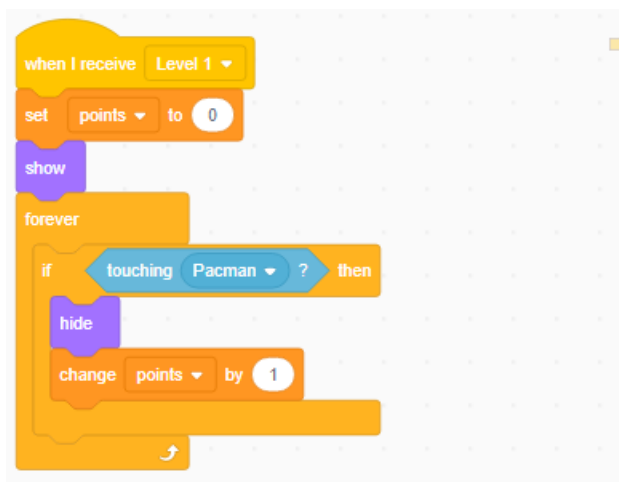 when I receive Level 1
set points to 0
show
forever
if touching Pacman ? then
hide
change points by 1